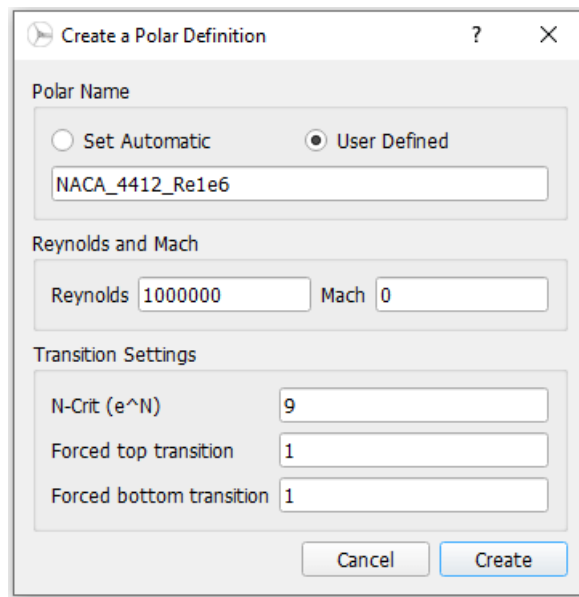 Create a Polar Definition ?
Polar Name
Set Automatic User Defined
NACA_4412_Re1e6
Reynolds and Mach
Reynolds 1000000 Mach 0
Transition Settings
N-Crit (e^N) 9
Forced top transition 1
Forced bottom transition 1
Cancel Create